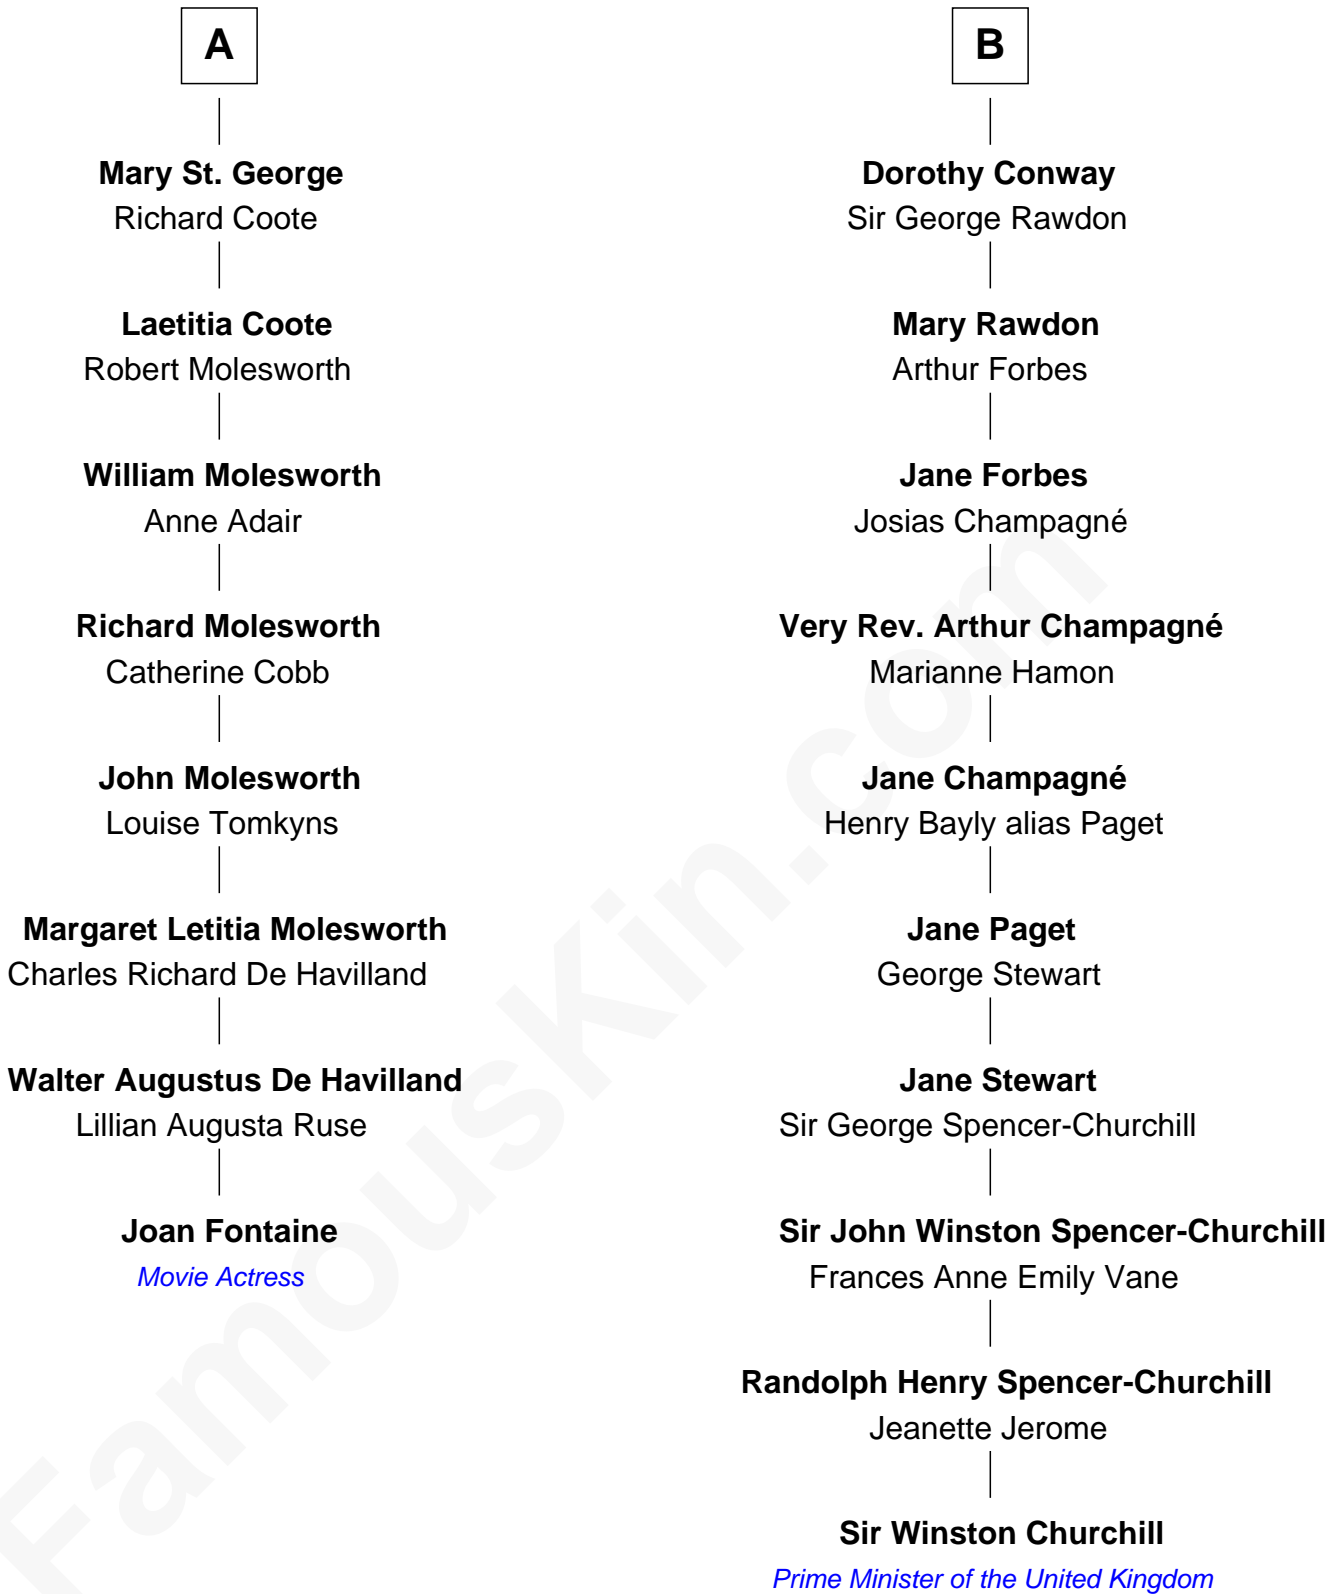 A
Mary St. George
Richard Coote
Laetitia Coote
Robert Molesworth
William Molesworth
Anne Adair
Richard Molesworth
Catherine Cobb
John Molesworth
Louise Tomkyns
Margaret Letitia Molesworth
Charles Richard De Havilland
Walter Augustus De Havilland
Lillian Augusta Ruse
Joan Fontaine
Movie Actress
B
Dorothy Conway
Sir George Rawdon
Mary Rawdon
Arthur Forbes
Jane Forbes
Josias Champagné
Very Rev. Arthur Champagné
Marianne Hamon
Jane Champagné
Henry Bayly alias Paget
Jane Paget
George Stewart
Jane Stewart
Sir George Spencer-Churchill
Sir John Winston Spencer-Churchill
Frances Anne Emily Vane
Randolph Henry Spencer-Churchill
Jeanette Jerome
Sir Winston Churchill
Prime Minister of the United Kingdom
FamousKin.com